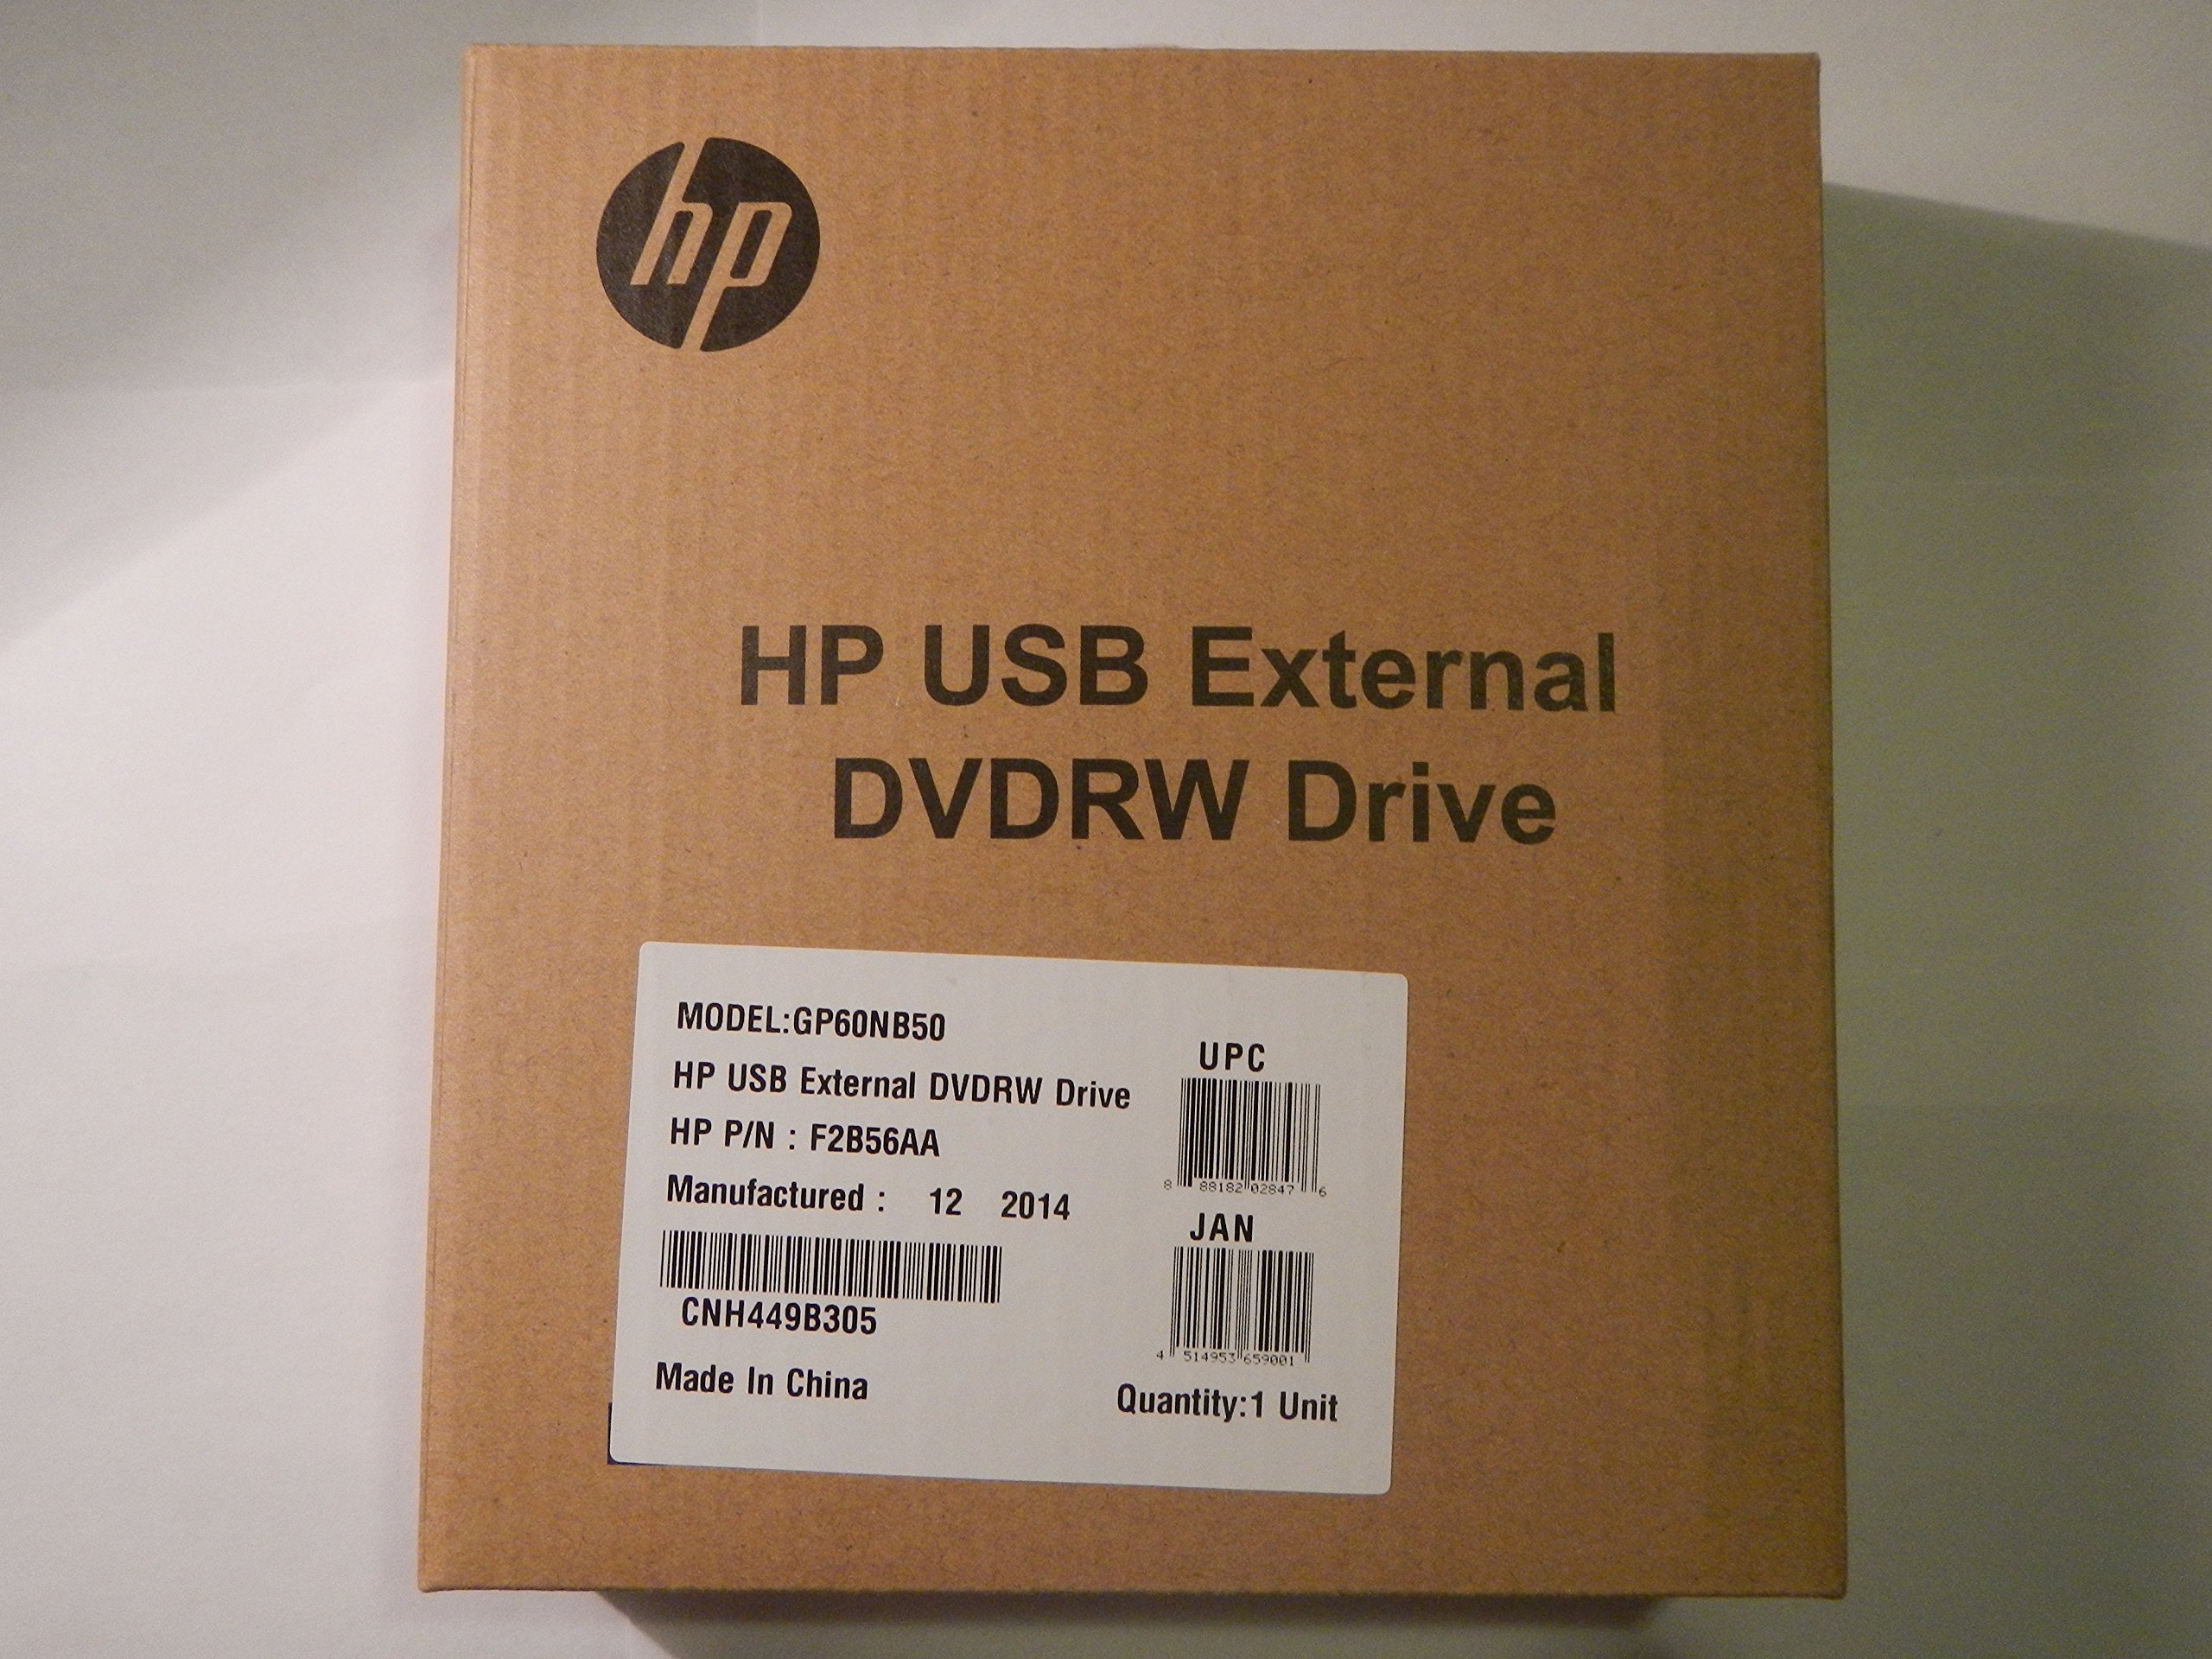 hp
HP USB External
DVDRW Drive
MODEL:GP60NB50
HP USB External DVDRW Drive
HP P/N : F2B56AA
Manufactured : 12 2014
CNH449B305
Made In China
UPC
8 88182 02847 6
JAN
4 514953 659001
Quantity:1 Unit